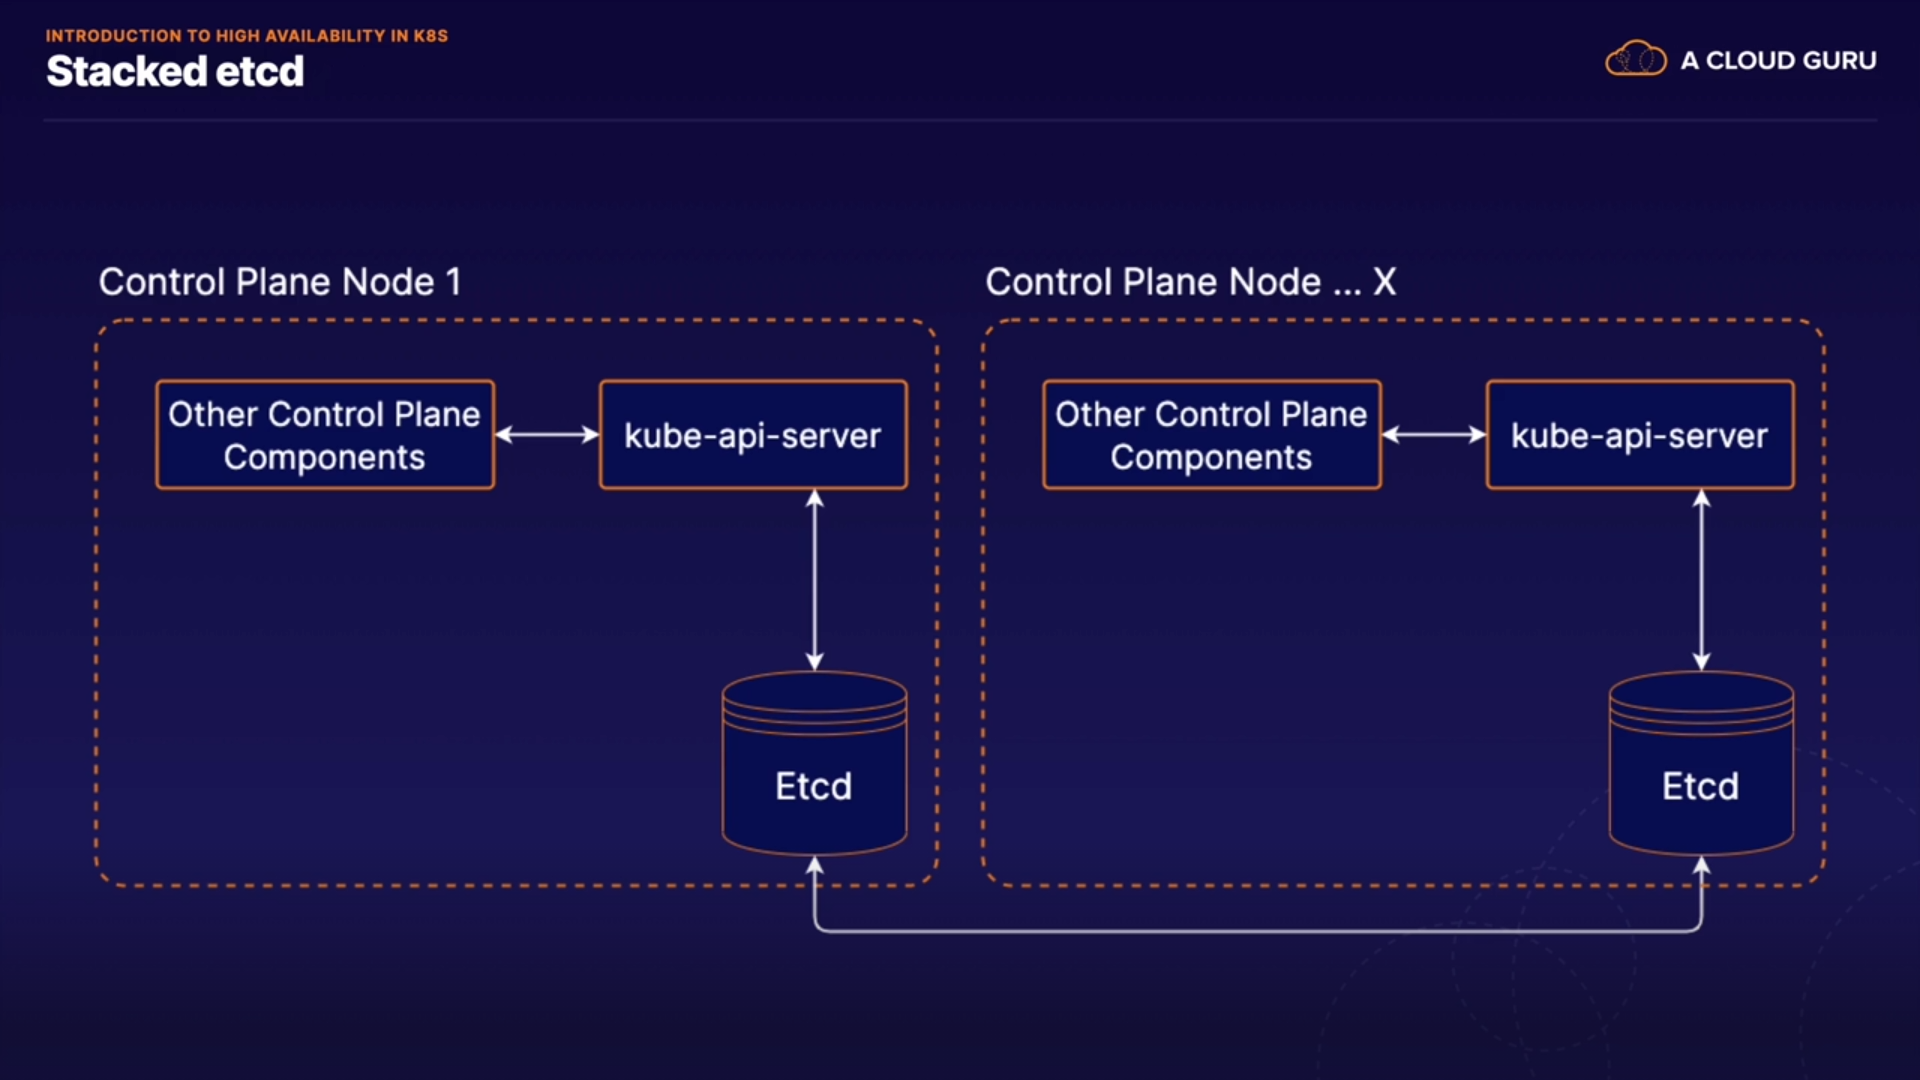 INTRODUCTION TO HIGH AVAILABILITY IN K8S
Stacked etcd
A CLOUD GURU
Control Plane Node 1
Other Control Plane
Components
kube-api-server
Etcd
Control Plane Node ... X
Other Control Plane
Components
kube-api-server
Etcd